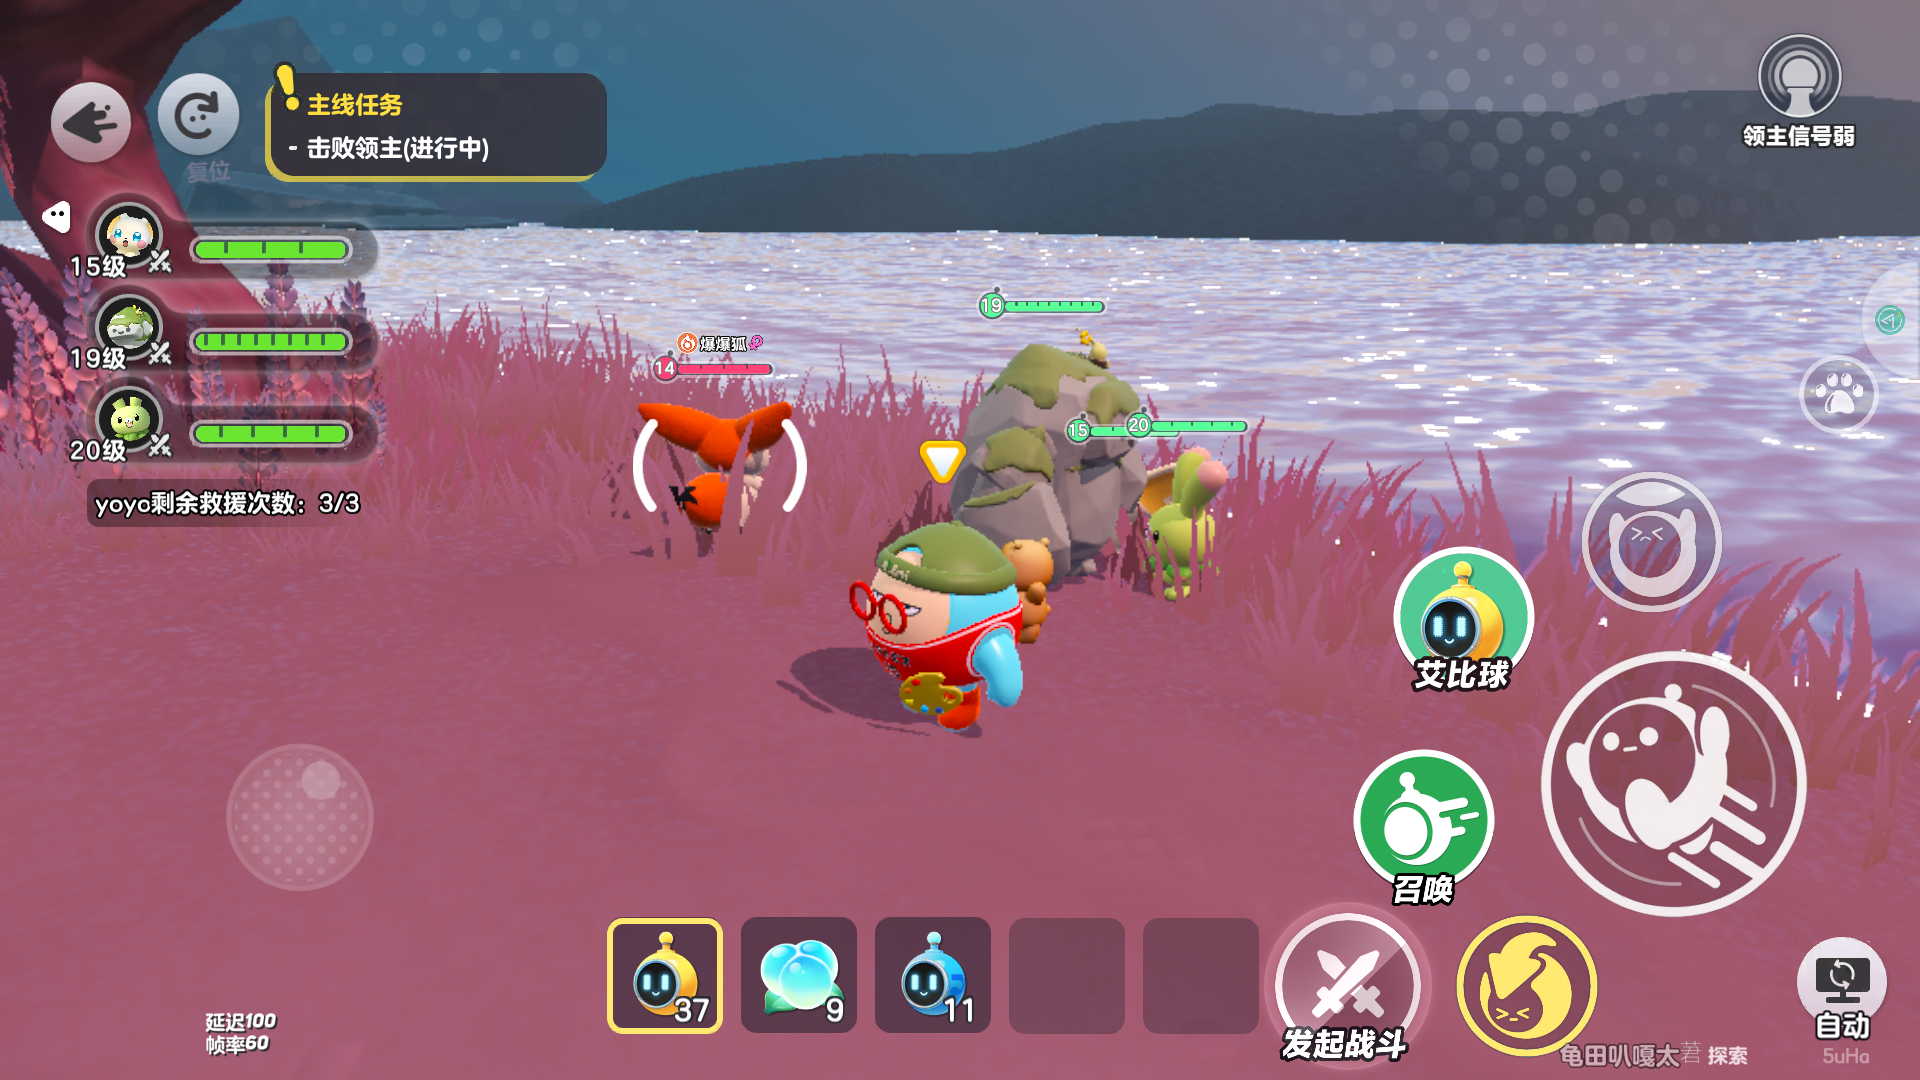 主线任务
- 击败领主(进行中)
领主信号弱
复位
15级
19级
20级
yoyo剩余救援次数：3/3
19
爆爆狐
14
15
20
艾比球
召唤
37
9
11
发起战斗
自动
延迟100
帧率60
龟田叭嘎太著 探索
5uHa